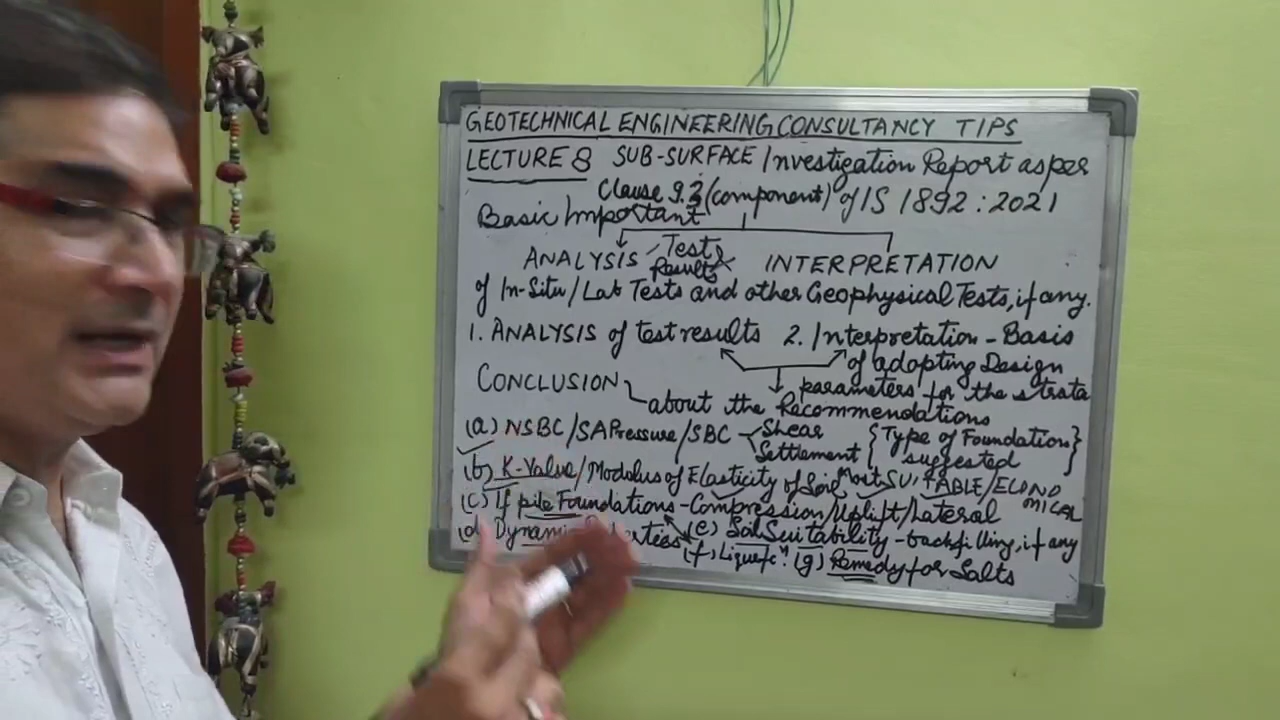 GEOTECHNICAL ENGINEERING CONSULTANCY TIPS
LECTURE 8 SUB-SURFACE Investigation Report as per
Clause 9.3 (component) of IS 1892:2021
Basic Important
ANALYSIS Test Results INTERPRETATION
of In-Situ/Lab Tests and other Geophysical Tests, if any.
1. ANALYSIS of test results 2. Interpretation - Basis
of adopting Design
CONCLUSION parameters for the strata
about the Recommendations
(a) NSBC/SAPressure/SBC Shear {Type of Foundation}
Settlement suggested
(b) K-Value/Modulus of Elasticity of Soil Most SUITABLE/ECONO
MICAL
(c) If pile Foundations - Compression/Uplift/Lateral
(d) (e) Soil Suitability - backfilling, if any
(f) Liquefcn. (g) Remedy for Salts